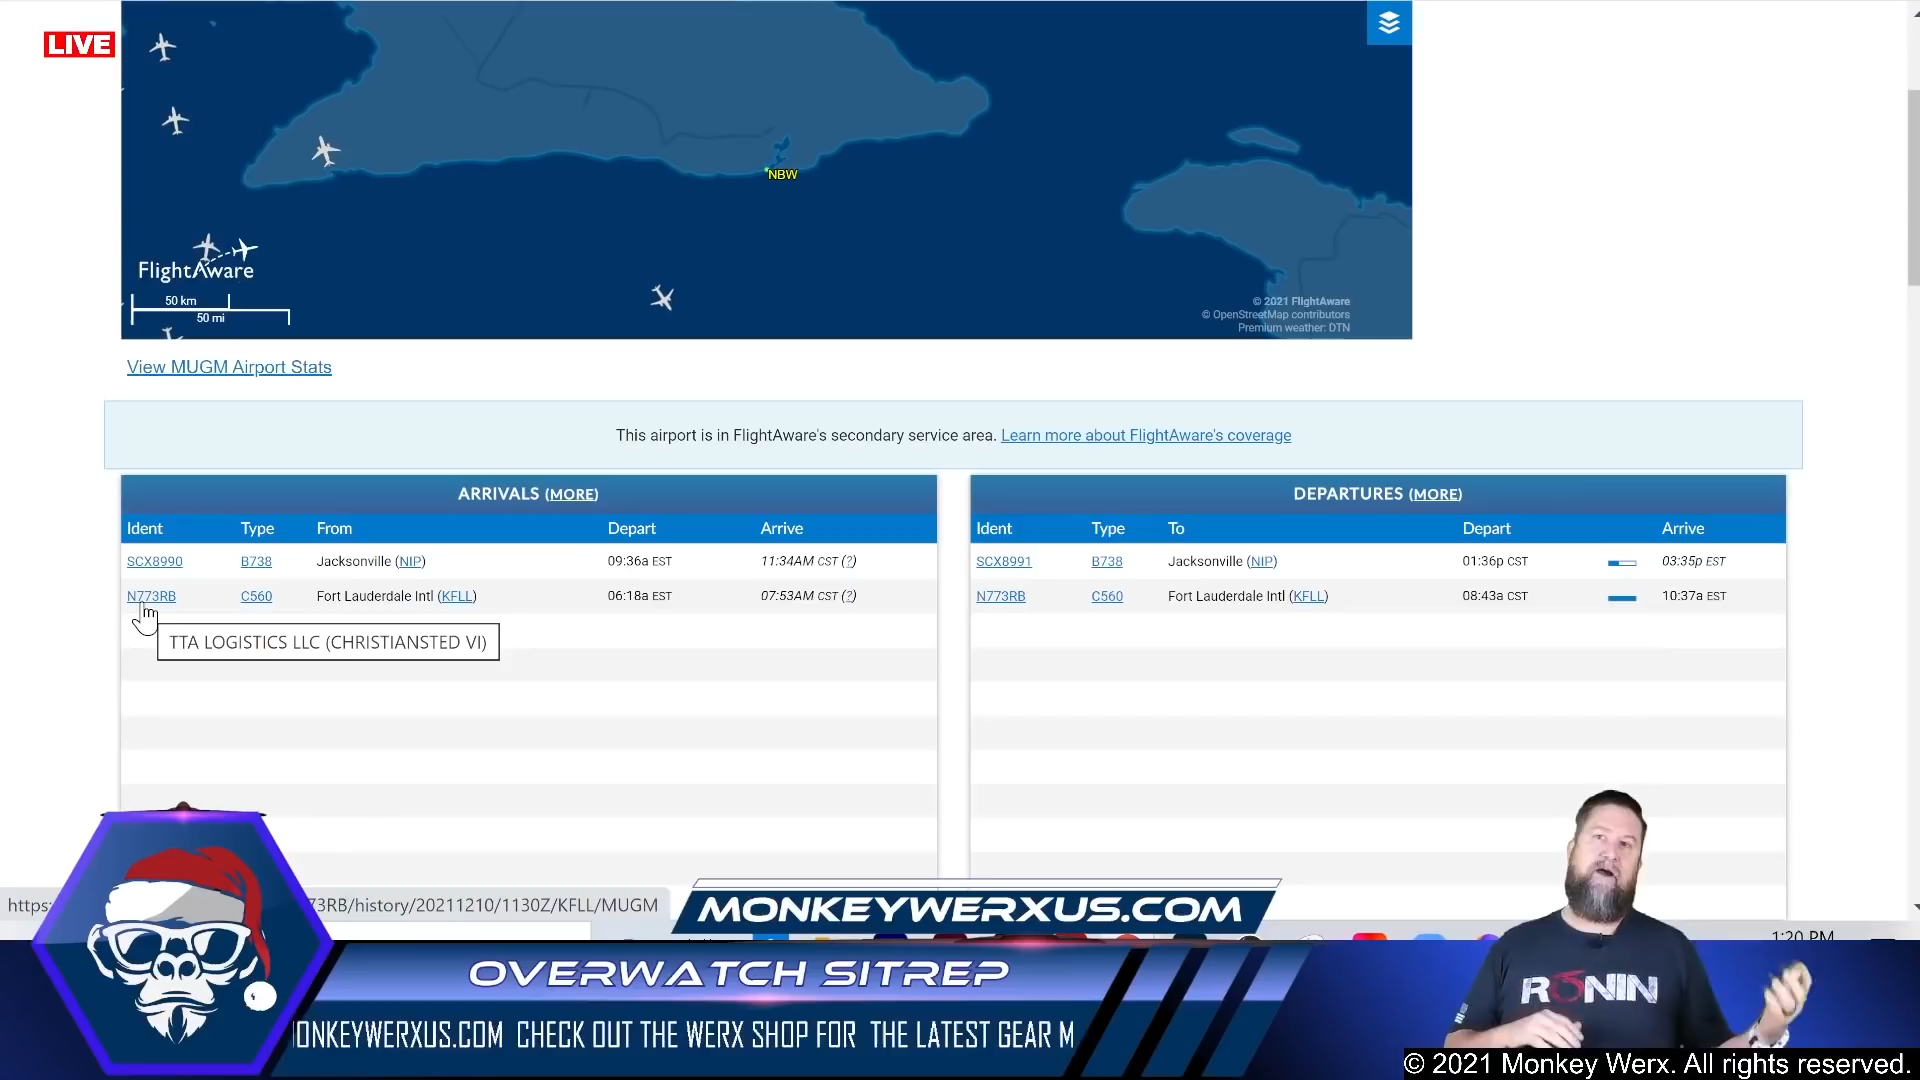 LIVE
NBW
FlightAware
50 km
50 mi
© 2021 FlightAware
© OpenStreetMap contributors
Premium weather: DTN
View MUGM Airport Stats
This airport is in FlightAware's secondary service area. Learn more about FlightAware's coverage
ARRIVALS (MORE)
Ident Type From Depart Arrive
SCX8990 B738 Jacksonville (NIP) 09:36a EST 11:34AM CST (?)
N773RB C560 Fort Lauderdale Intl (KFLL) 06:18a EST 07:53AM CST (?)
TTA LOGISTICS LLC (CHRISTIANSTED VI)
DEPARTURES (MORE)
Ident Type To Depart Arrive
SCX8991 B738 Jacksonville (NIP) 01:36p CST 03:35p EST
N773RB C560 Fort Lauderdale Intl (KFLL) 08:43a CST 10:37a EST
https:
73RB/history/20211210/1130Z/KFLL/MUGM
MONKEYWERXUS.COM
1:20 PM
OVERWATCH SITREP
RONIN
ONKEYWERXUS.COM CHECK OUT THE WERX SHOP FOR THE LATEST GEAR M
© 2021 Monkey Werx. All rights reserved.